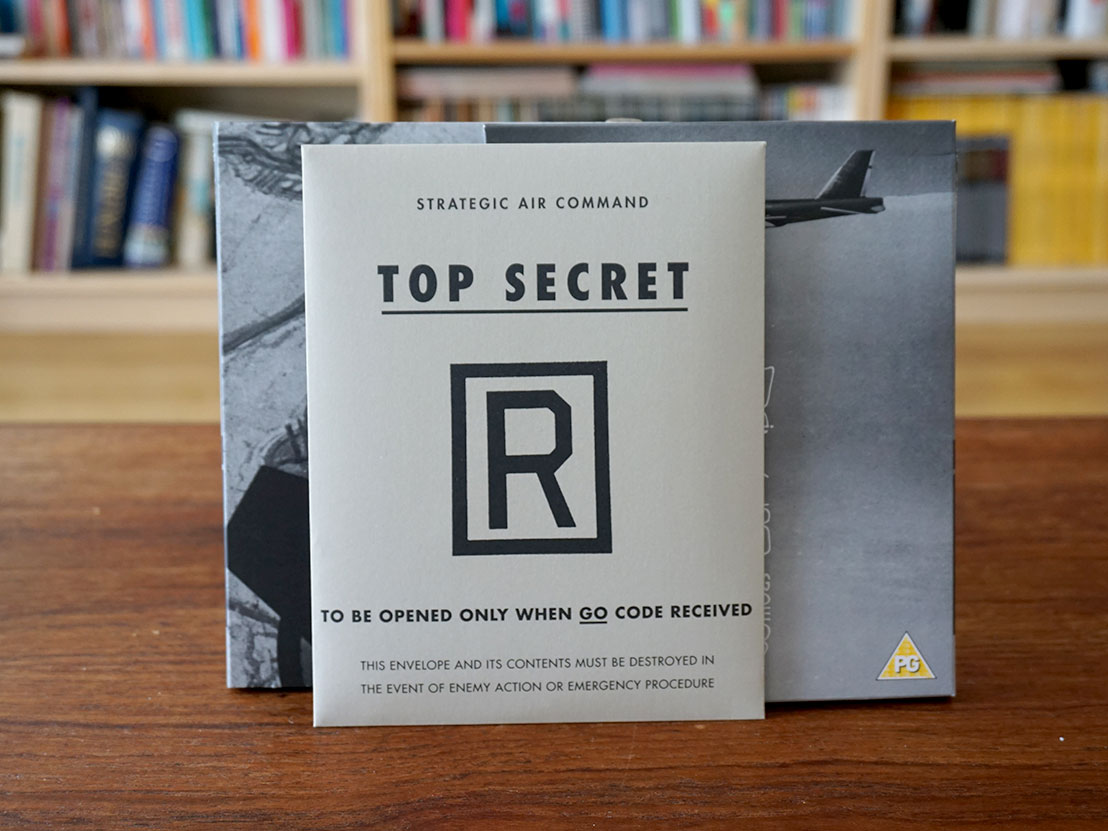 STRATEGIC AIR COMMAND
TOP SECRET
R
TO BE OPENED ONLY WHEN GO CODE RECEIVED
THIS ENVELOPE AND ITS CONTENTS MUST BE DESTROYED IN
THE EVENT OF ENEMY ACTION OR EMERGENCY PROCEDURE
PG